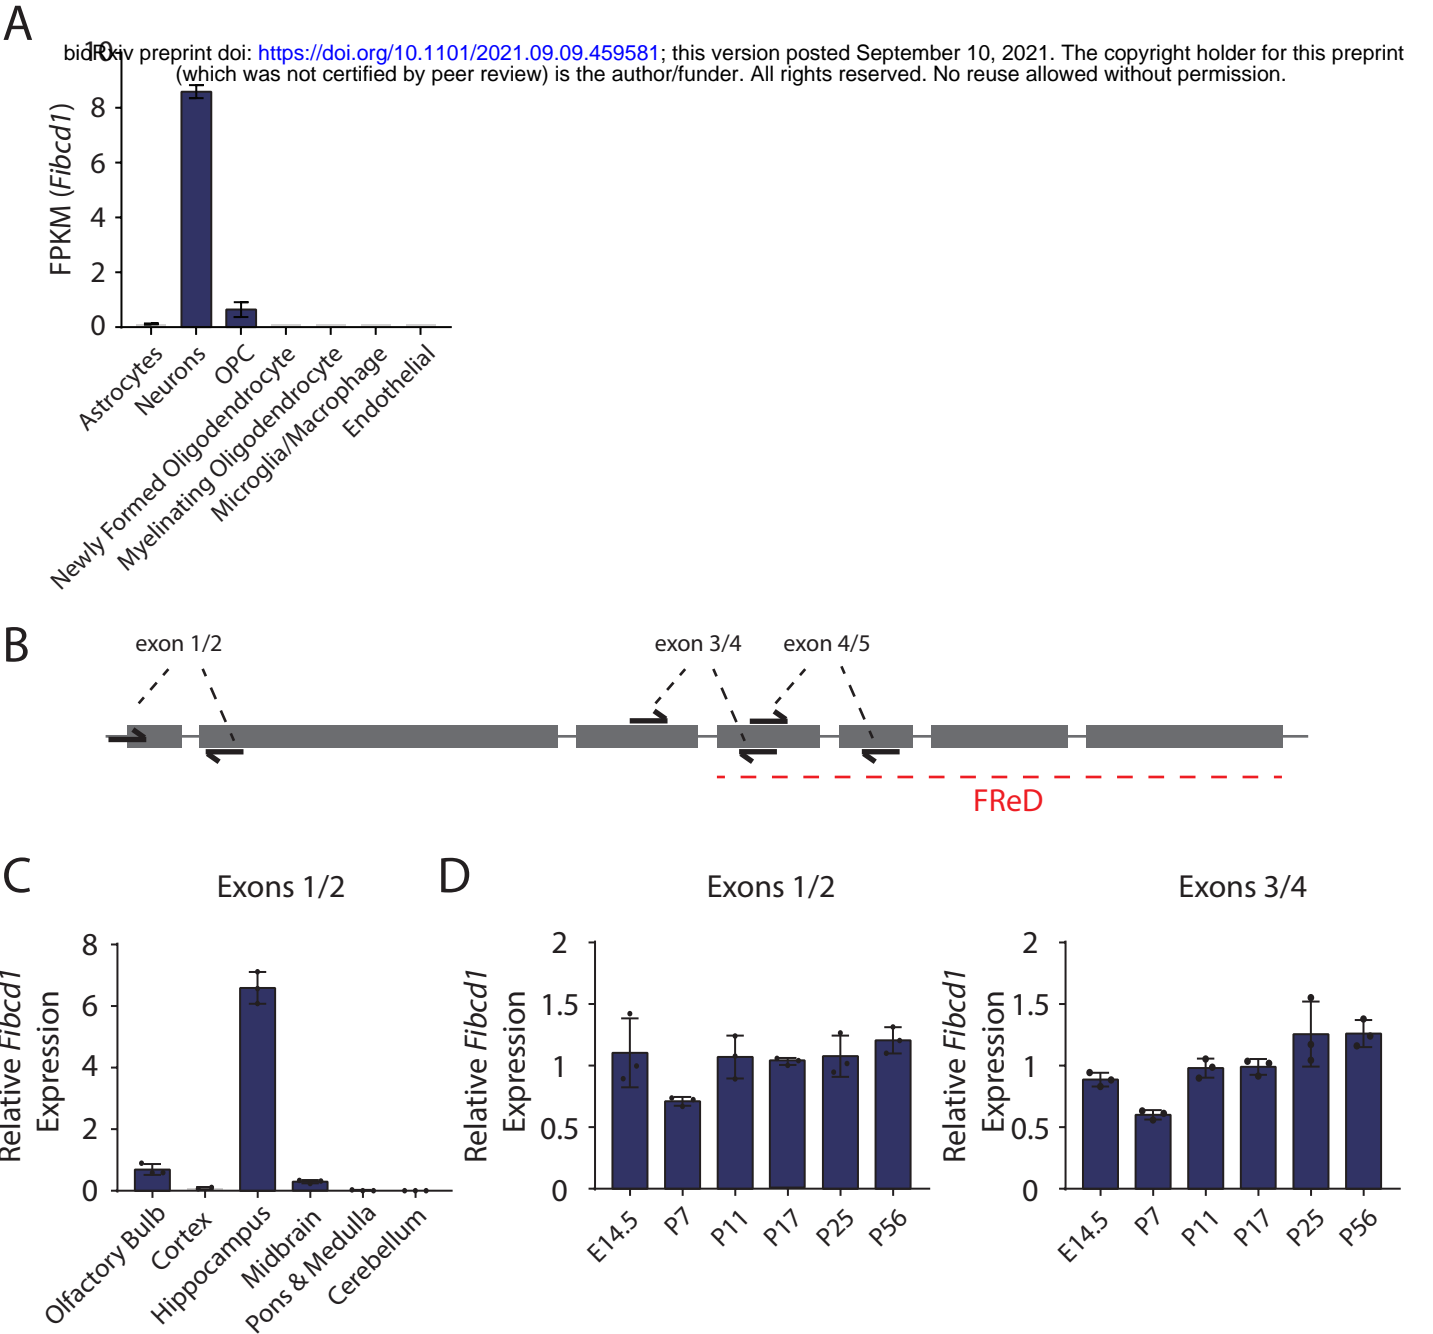 A
bioRxiv preprint doi: https://doi.org/10.1101/2021.09.09.459581; this version posted September 10, 2021. The copyright holder for this preprint
(which was not certified by peer review) is the author/funder. All rights reserved. No reuse allowed without permission.
10
8
6
4
2
0
FPKM (Fibcd1)
Astrocytes
Neurons
OPC
Newly Formed Oligodendrocyte
Myelinating Oligodendrocyte
Microglia/Macrophage
Endothelial
B
exon 1/2
exon 3/4
exon 4/5
FReD
C
Exons 1/2
Relative Fibcd1
Expression
8
6
4
2
0
Olfactory Bulb
Cortex
Hippocampus
Midbrain
Pons & Medulla
Cerebellum
D
Exons 1/2
Relative Fibcd1
Expression
2
1.5
1
0.5
0
E14.5
P7
P11
P17
P25
P56
Exons 3/4
Relative Fibcd1
Expression
2
1.5
1
0.5
0
E14.5
P7
P11
P17
P25
P56